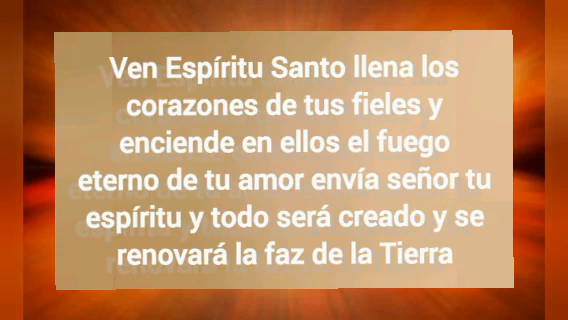 Ven Espíritu Santo llena los
corazones de tus fieles y
enciende en ellos el fuego
eterno de tu amor envía señor tu
espíritu y todo será creado y se
renovará la faz de la Tierra